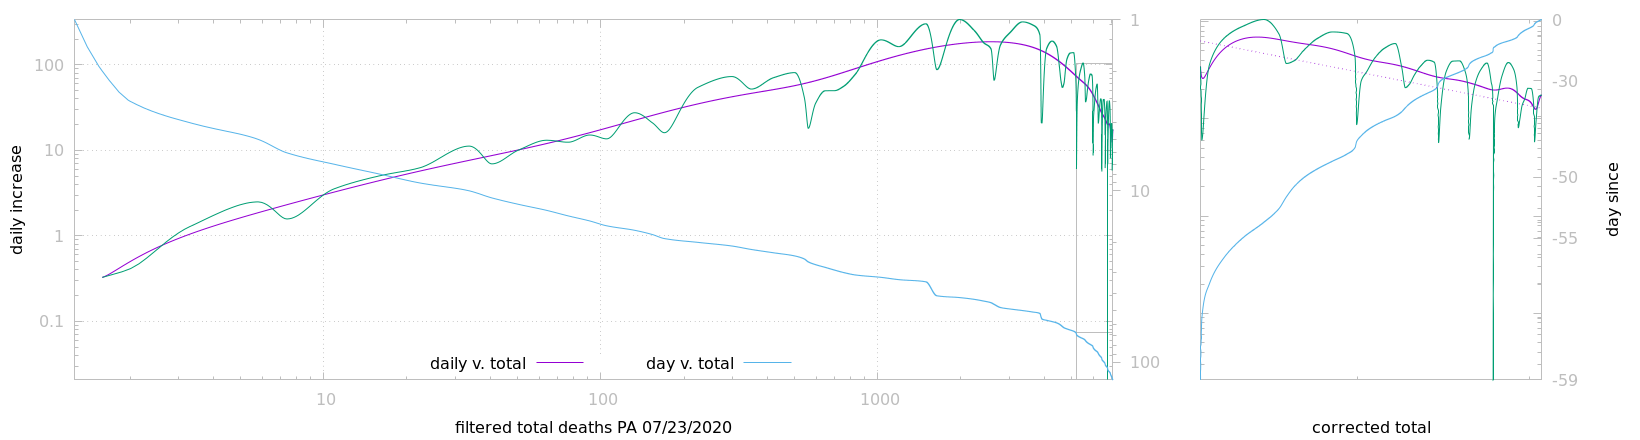 100
10
1
0.1
daily increase
10
100
1000
1
10
100
daily v. total
day v. total
filtered total deaths PA 07/23/2020
0
-30
-50
-55
-59
day since
corrected total